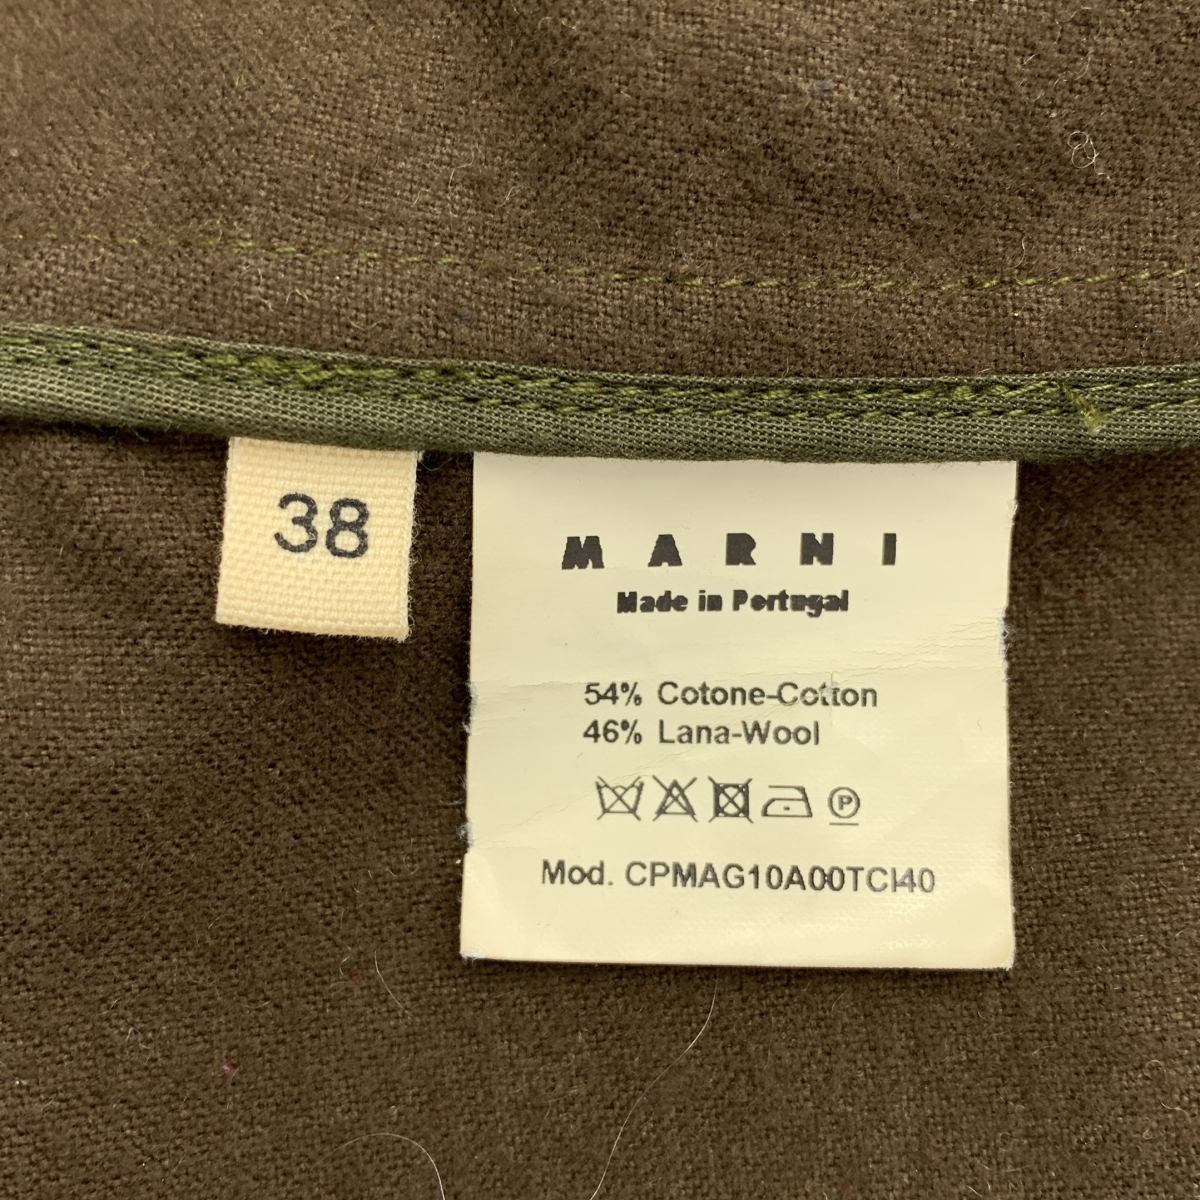 38
MARNI
Made in Portugal
54% Cotone-Cotton
46% Lana-Wool
P
Mod. CPMAG10A00TCI40